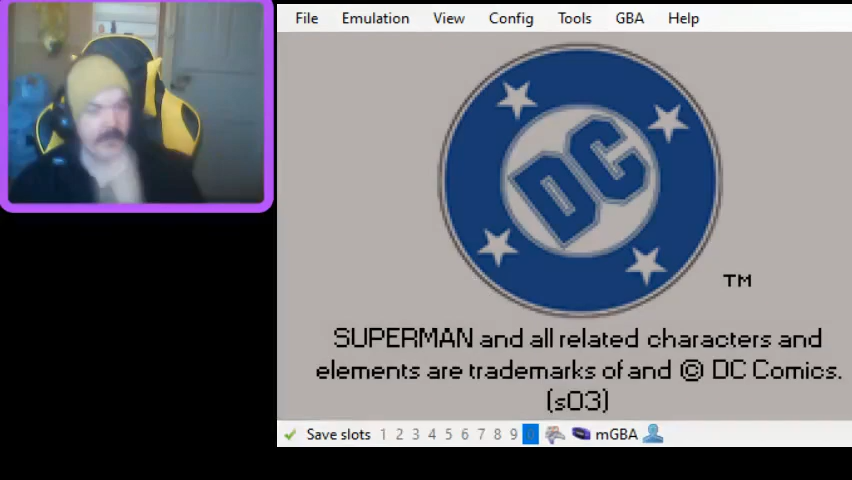 File Emulation View Config Tools GBA Help
DC
TM
SUPERMAN and all related characters and
elements are trademarks of and © DC Comics.
(s03)
Save slots 1 2 3 4 5 6 7 8 9 0 mGBA